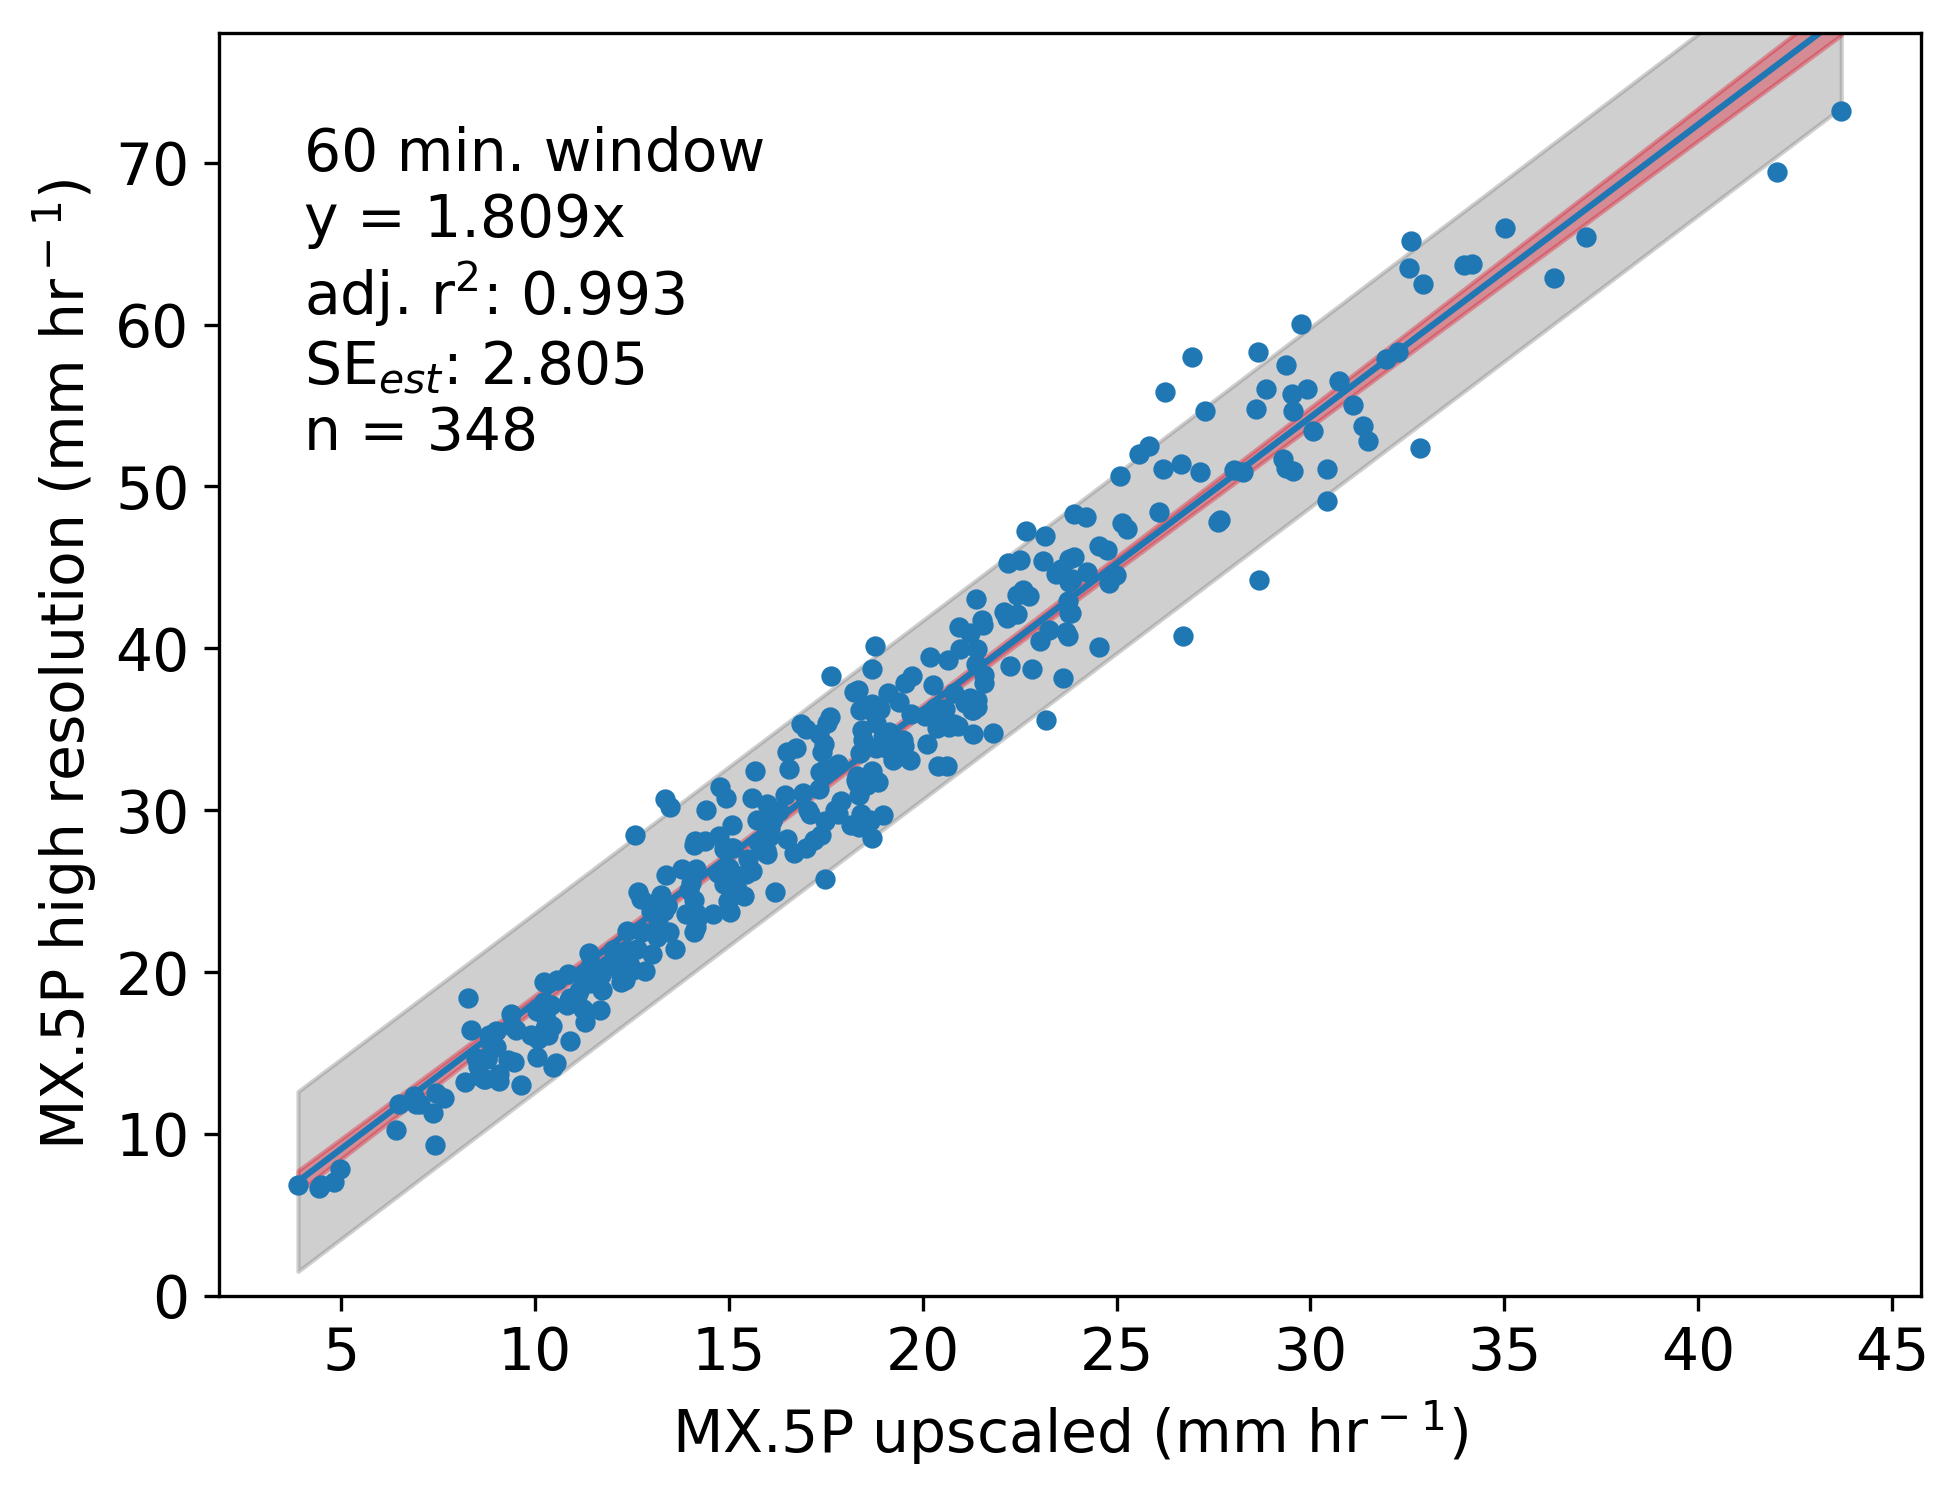 60 min. window
y = 1.809x
adj. r²: 0.993
SEₑₛₜ: 2.805
n = 348
MX.5P high resolution (mm hr⁻¹)
70
60
50
40
30
20
10
0
5 10 15 20 25 30 35 40 45
MX.5P upscaled (mm hr⁻¹)